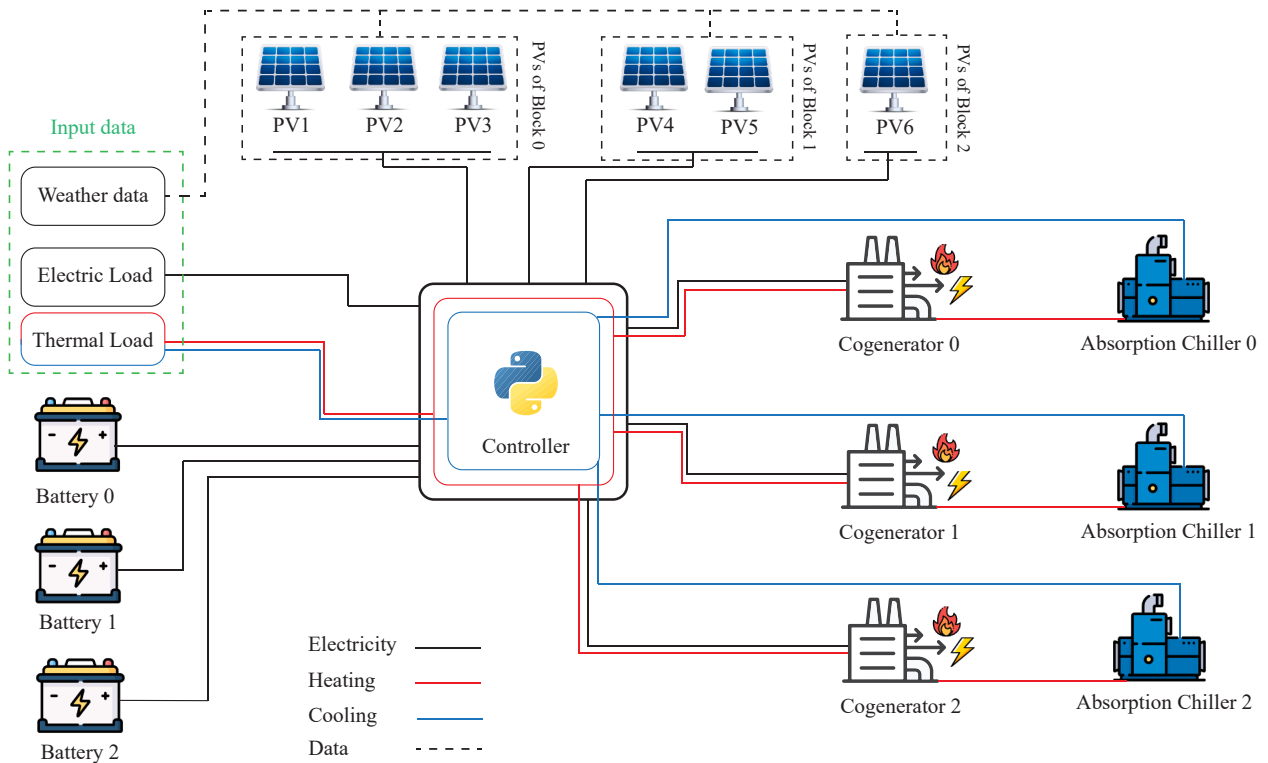 PV1
PV2
PV3
PVs of Block 0
PV4
PV5
PVs of Block 1
PV6
PVs of Block 2
Input data
Weather data
Electric Load
Thermal Load
Controller
Cogenerator 0
Absorption Chiller 0
Cogenerator 1
Absorption Chiller 1
Cogenerator 2
Absorption Chiller 2
Battery 0
Battery 1
Battery 2
Electricity
Heating
Cooling
Data